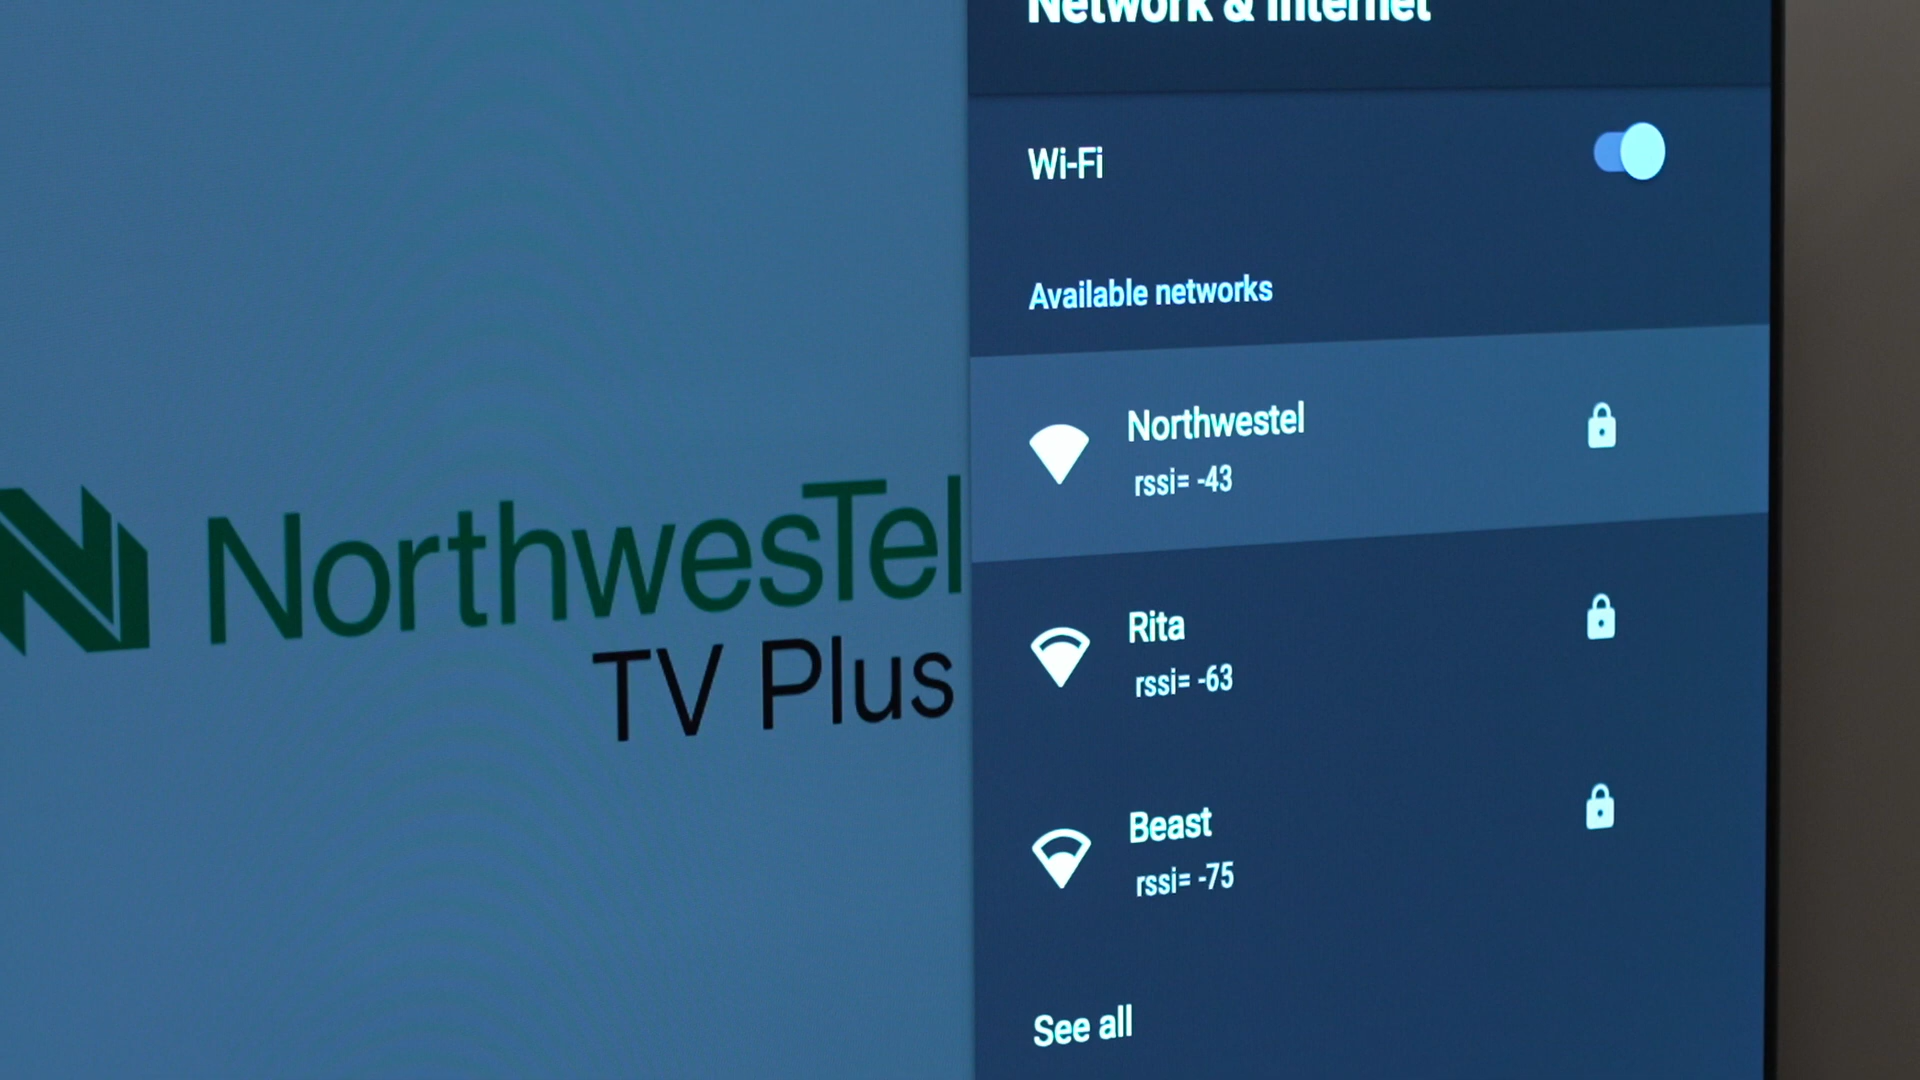 Network & Internet
Wi-Fi
Available networks
Northwestel
rssi= -43
Rita
rssi= -63
Beast
rssi= -75
See all
NorthwesTel
TV Plus